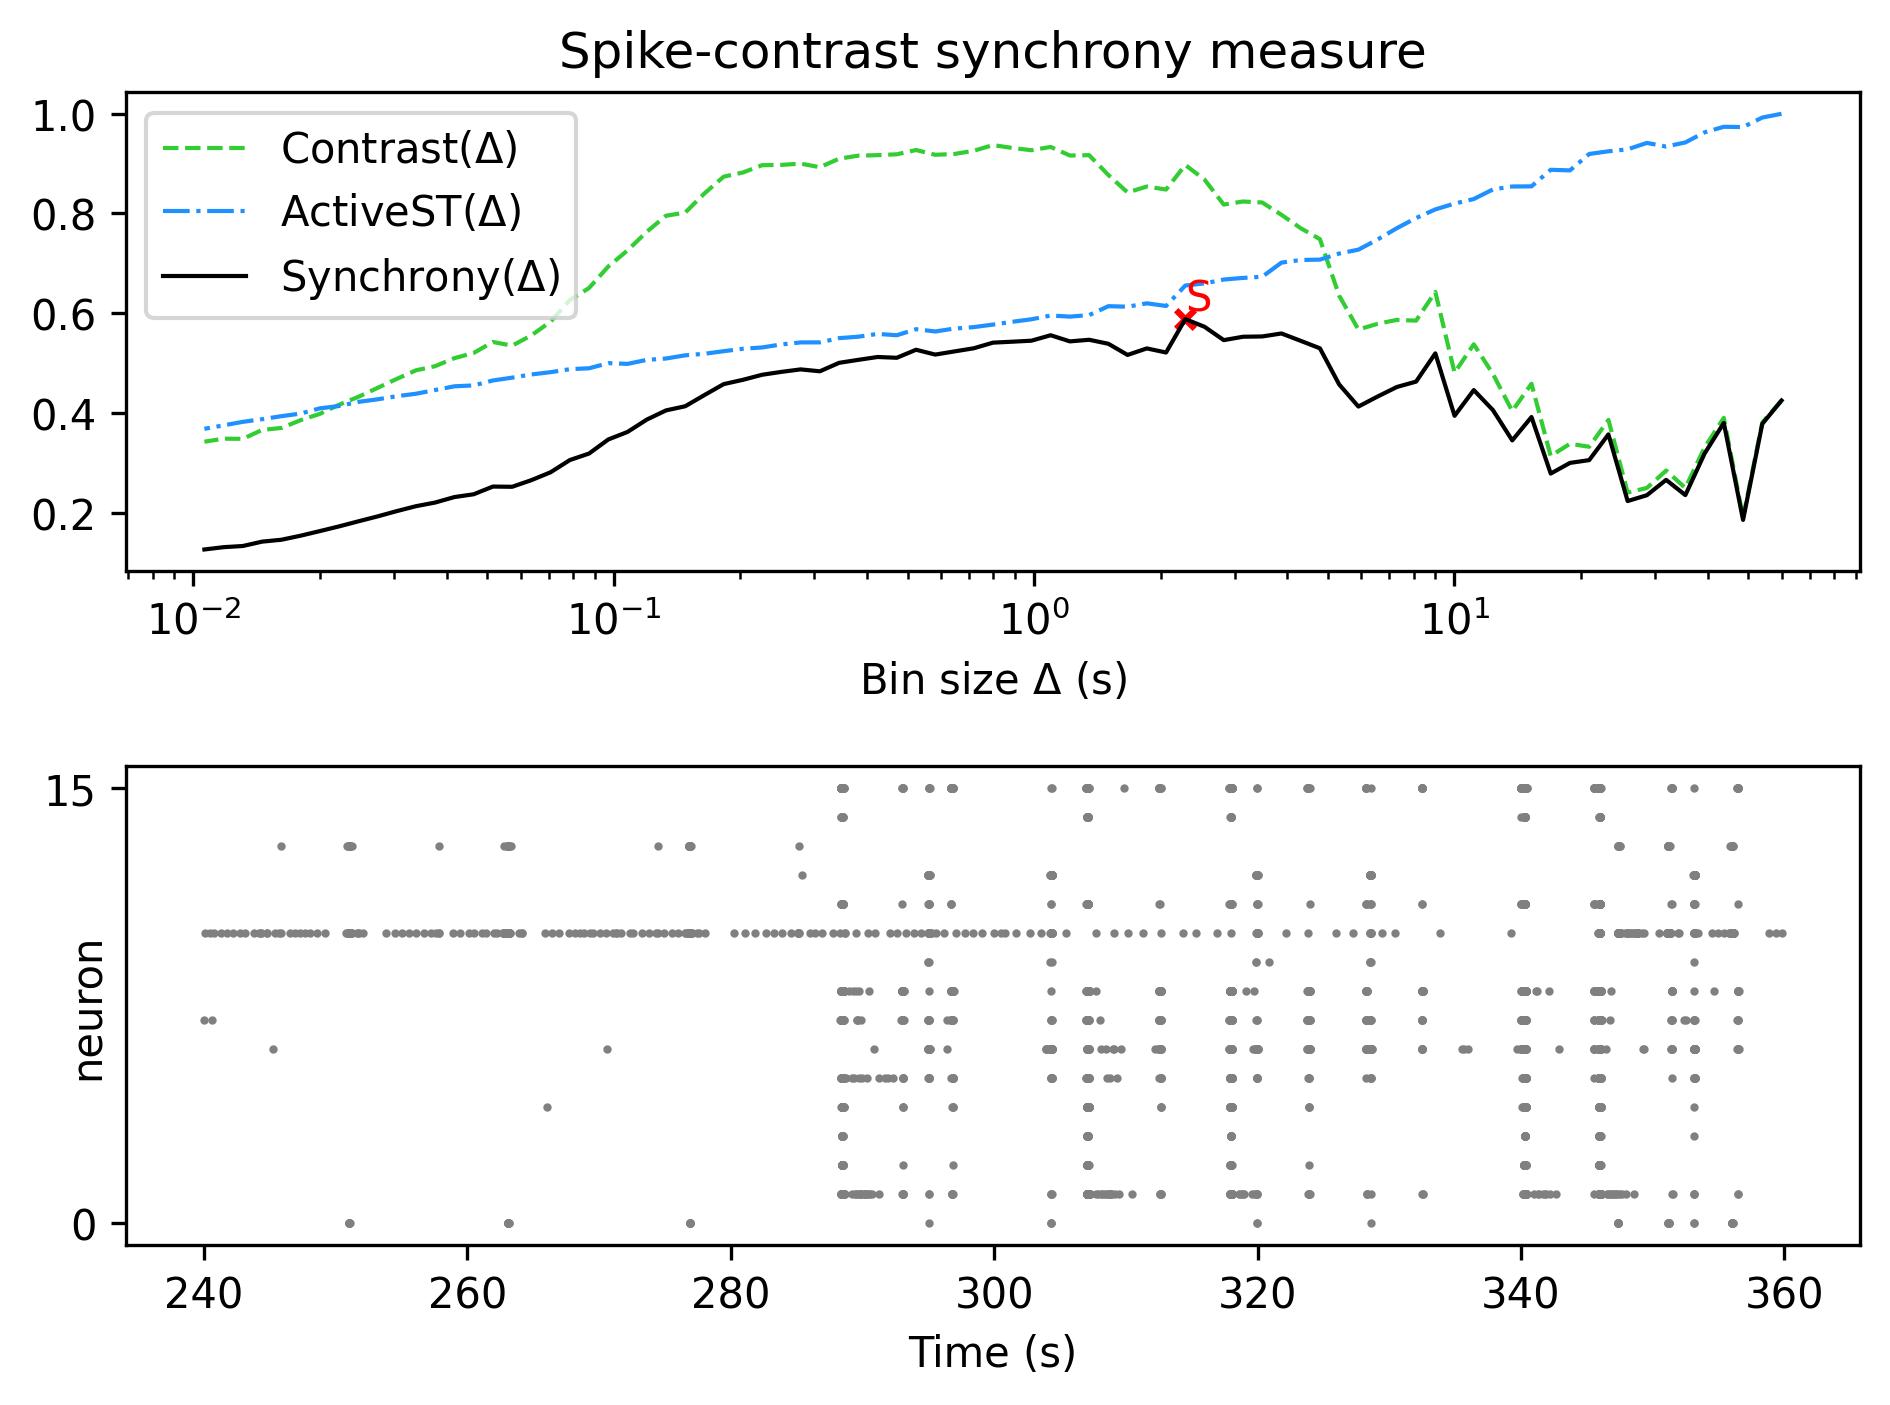 Spike-contrast synchrony measure
1.0
0.8
0.6
0.4
0.2
Contrast(Δ)
ActiveST(Δ)
Synchrony(Δ)
S
10⁻² 10⁻¹ 10⁰ 10¹
Bin size Δ (s)
15
0
neuron
240 260 280 300 320 340 360
Time (s)